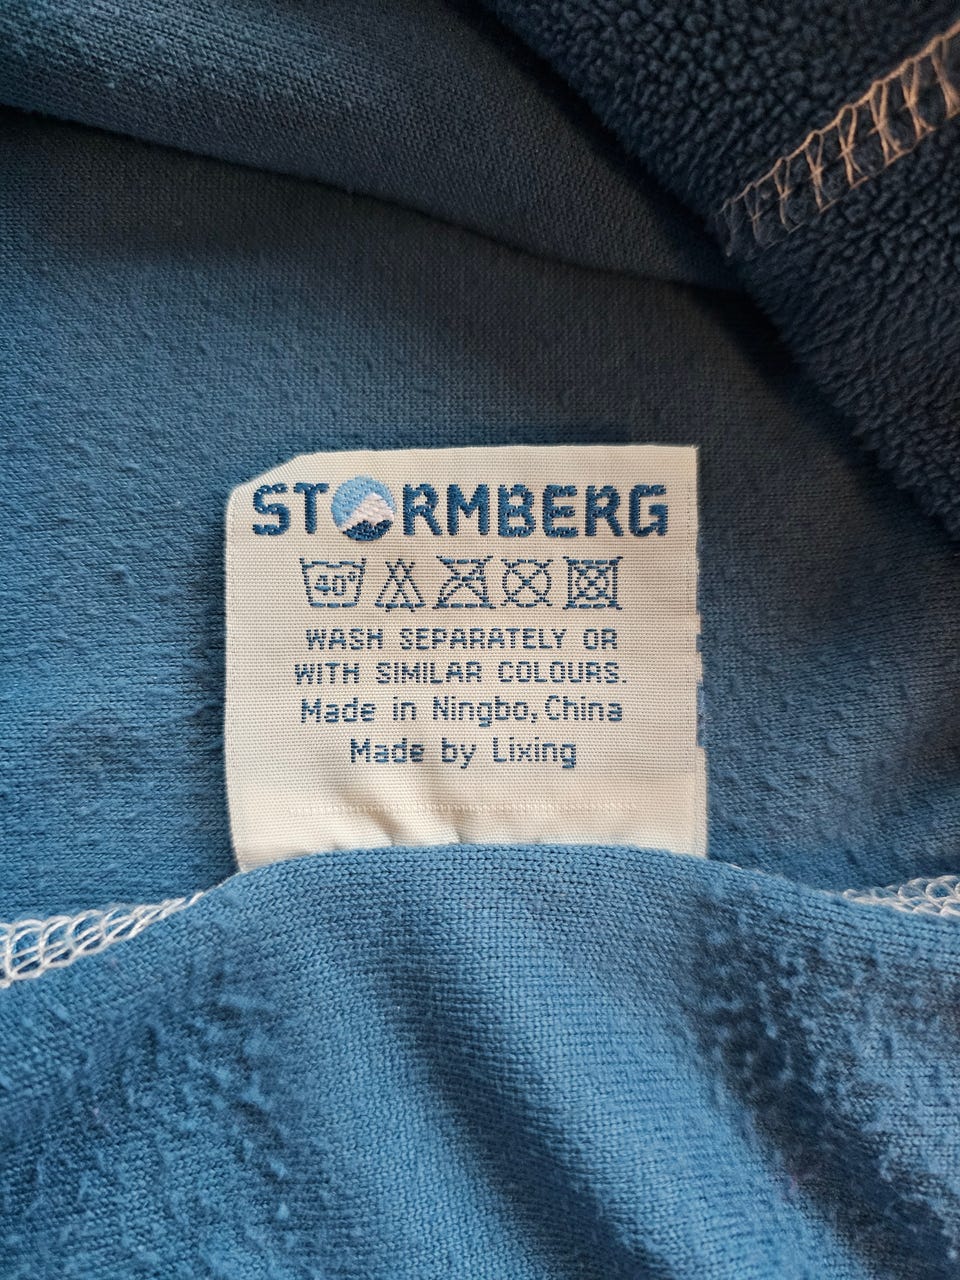 STORMBERG
40°
WASH SEPARATELY OR
WITH SIMILAR COLOURS.
Made in Ningbo, China
Made by Lixing